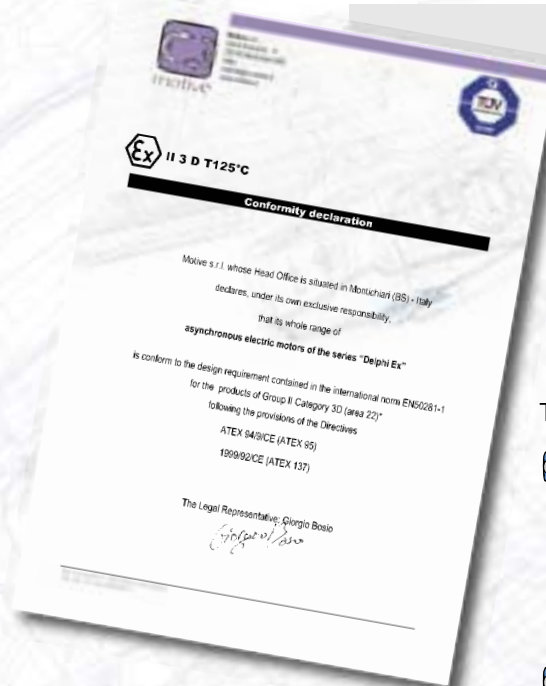 motive
TÜV
Ex II 3 D T125°C
Conformity declaration
Motive s.r.l. whose Head Office is situated in Montichiari (BS) - Italy
declares, under its own exclusive responsibility,
that its whole range of
asynchronous electric motors of the series "Delphi Ex"
is conform to the design requirement contained in the international norm EN50281-1
for the products of Group II Category 3D (area 22)*
following the provisions of the Directives
ATEX 94/9/CE (ATEX 95)
1999/92/CE (ATEX 137)
The Legal Representative: Giorgio Bosio
Giorgio Bosio
T